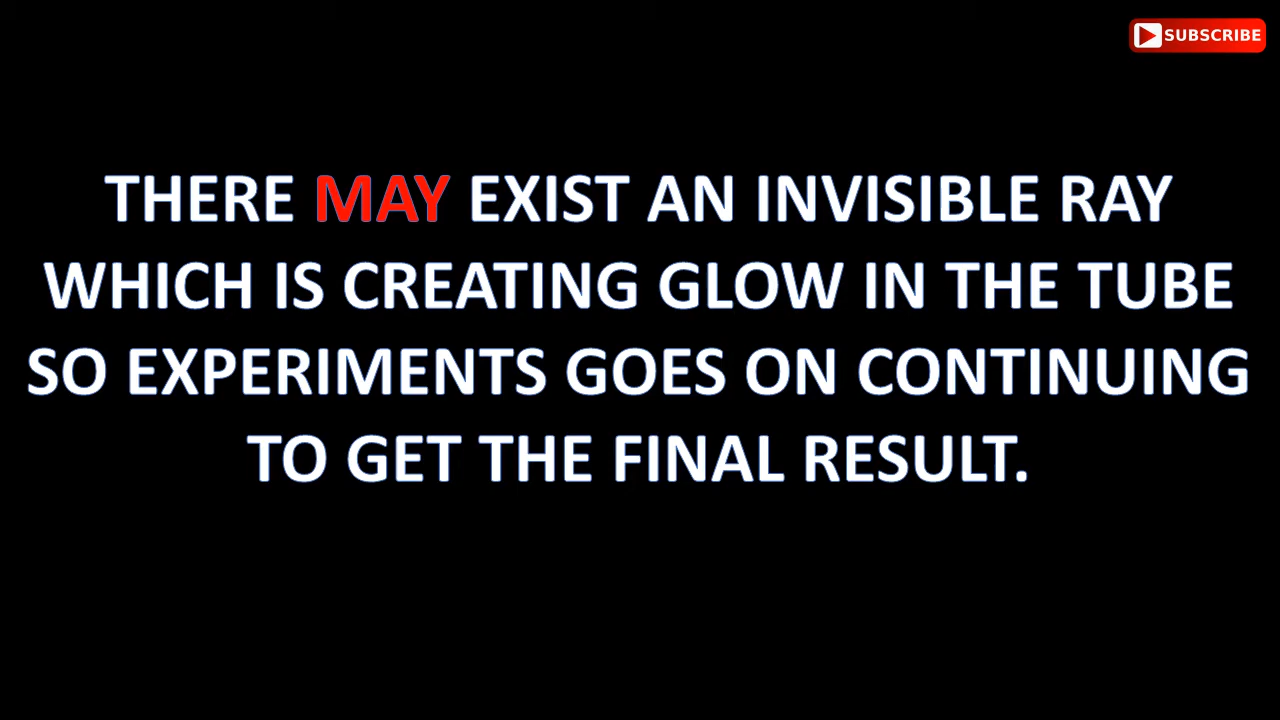 SUBSCRIBE
THERE MAY EXIST AN INVISIBLE RAY
WHICH IS CREATING GLOW IN THE TUBE
SO EXPERIMENTS GOES ON CONTINUING
TO GET THE FINAL RESULT.